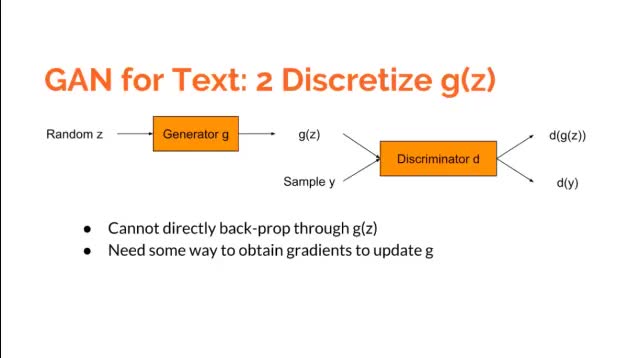 GAN for Text: 2 Discretize g(z)
Random z
Generator g
g(z)
Sample y
Discriminator d
d(g(z))
d(y)
● Cannot directly back-prop through g(z)
● Need some way to obtain gradients to update g